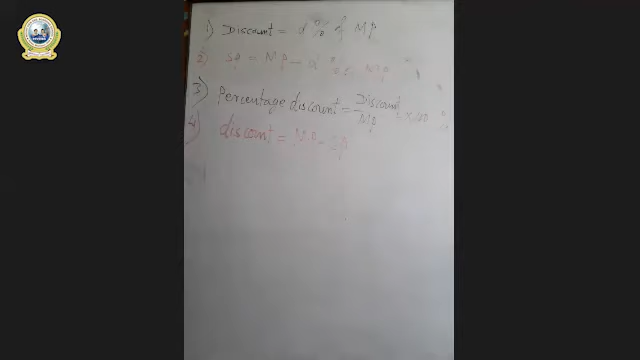 1) Discount = d % of MP
2) SP = MP - d % of MP
3) Percentage discount = Discount / MP × 100 %
4) discount = MP - SP